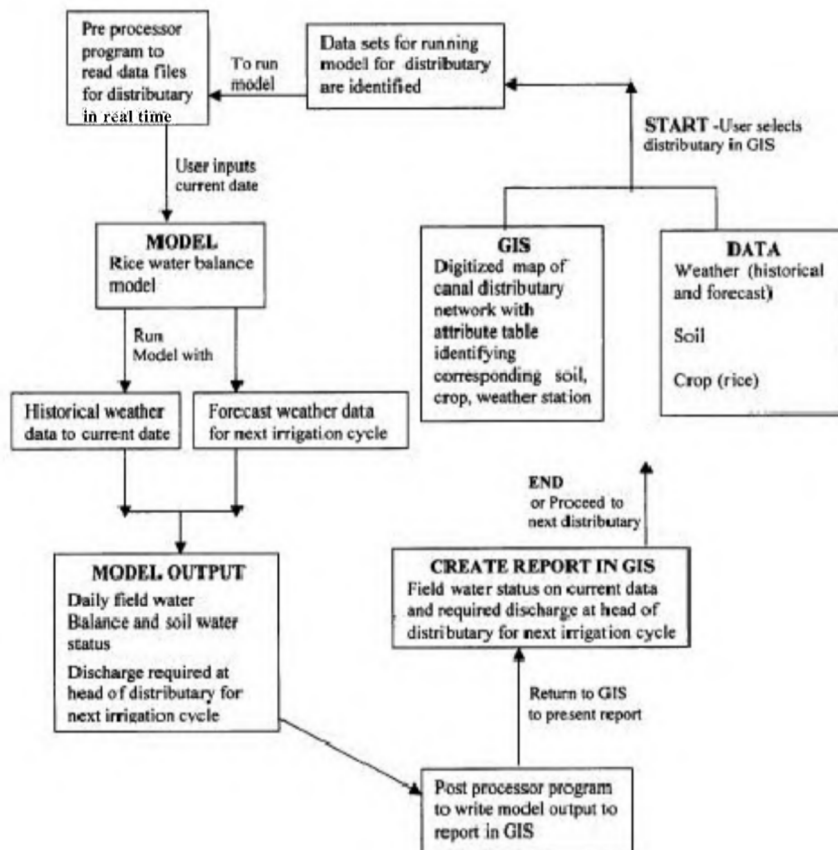 Pre processor
program to
read data files
for distributary
in real time
To run
model
Data sets for running
model for distributary
are identified
START -User selects
distributary in GIS
User inputs
current date
MODEL
Rice water balance
model
GIS
Digitized map of
canal distributary
network with
attribute table
identifying
corresponding soil,
crop, weather station
DATA
Weather (historical
and forecast)
Soil
Crop (rice)
Run
Model with
Historical weather
data to current date
Forecast weather data
for next irrigation cycle
END
or Proceed to
next distributary
MODEL OUTPUT
Daily field water
Balance and soil water
status
Discharge required at
head of distributary for
next irrigation cycle
CREATE REPORT IN GIS
Field water status on current data
and required discharge at head of
distributary for next irrigation cycle
Return to GIS
to present report
Post processor program
to write model output to
report in GIS